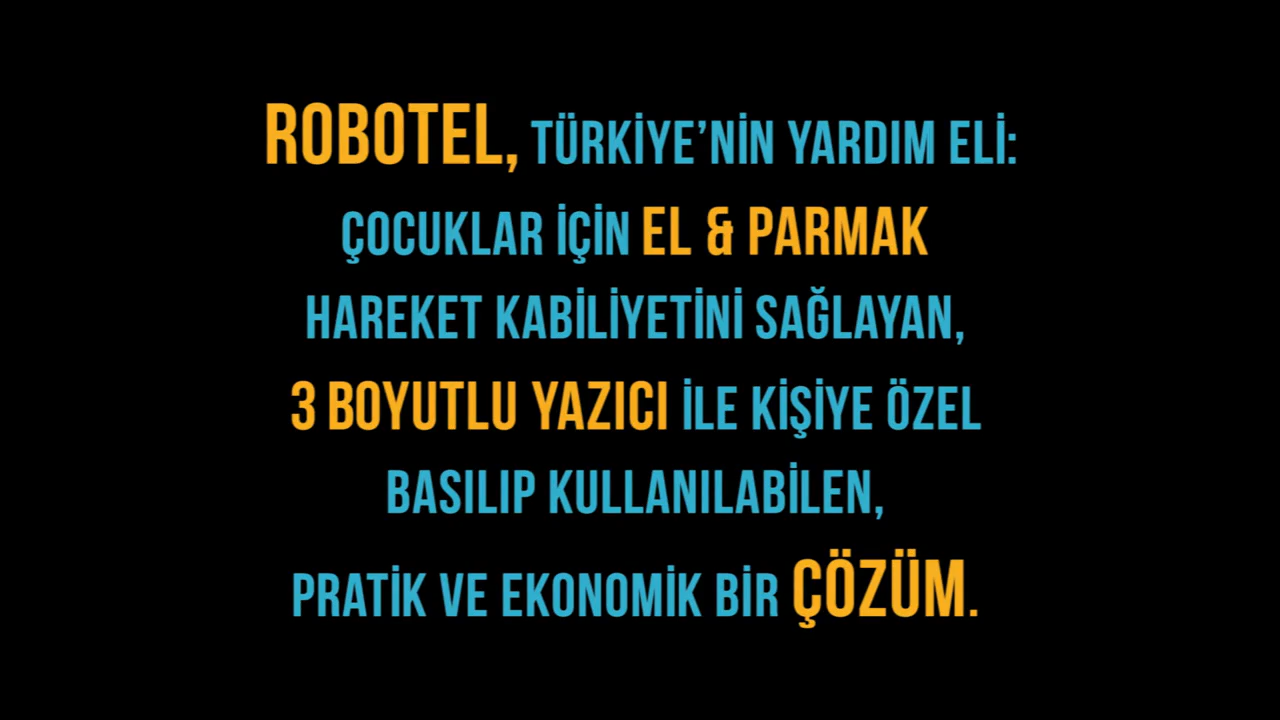 ROBOTEL, TÜRKİYE’NİN YARDIM ELİ:
ÇOCUKLAR İÇİN EL & PARMAK
HAREKET KABİLİYETİNİ SAĞLAYAN,
3 BOYUTLU YAZICI İLE KİŞİYE ÖZEL
BASILIP KULLANILABİLEN,
PRATİK VE EKONOMİK BİR ÇÖZÜM.